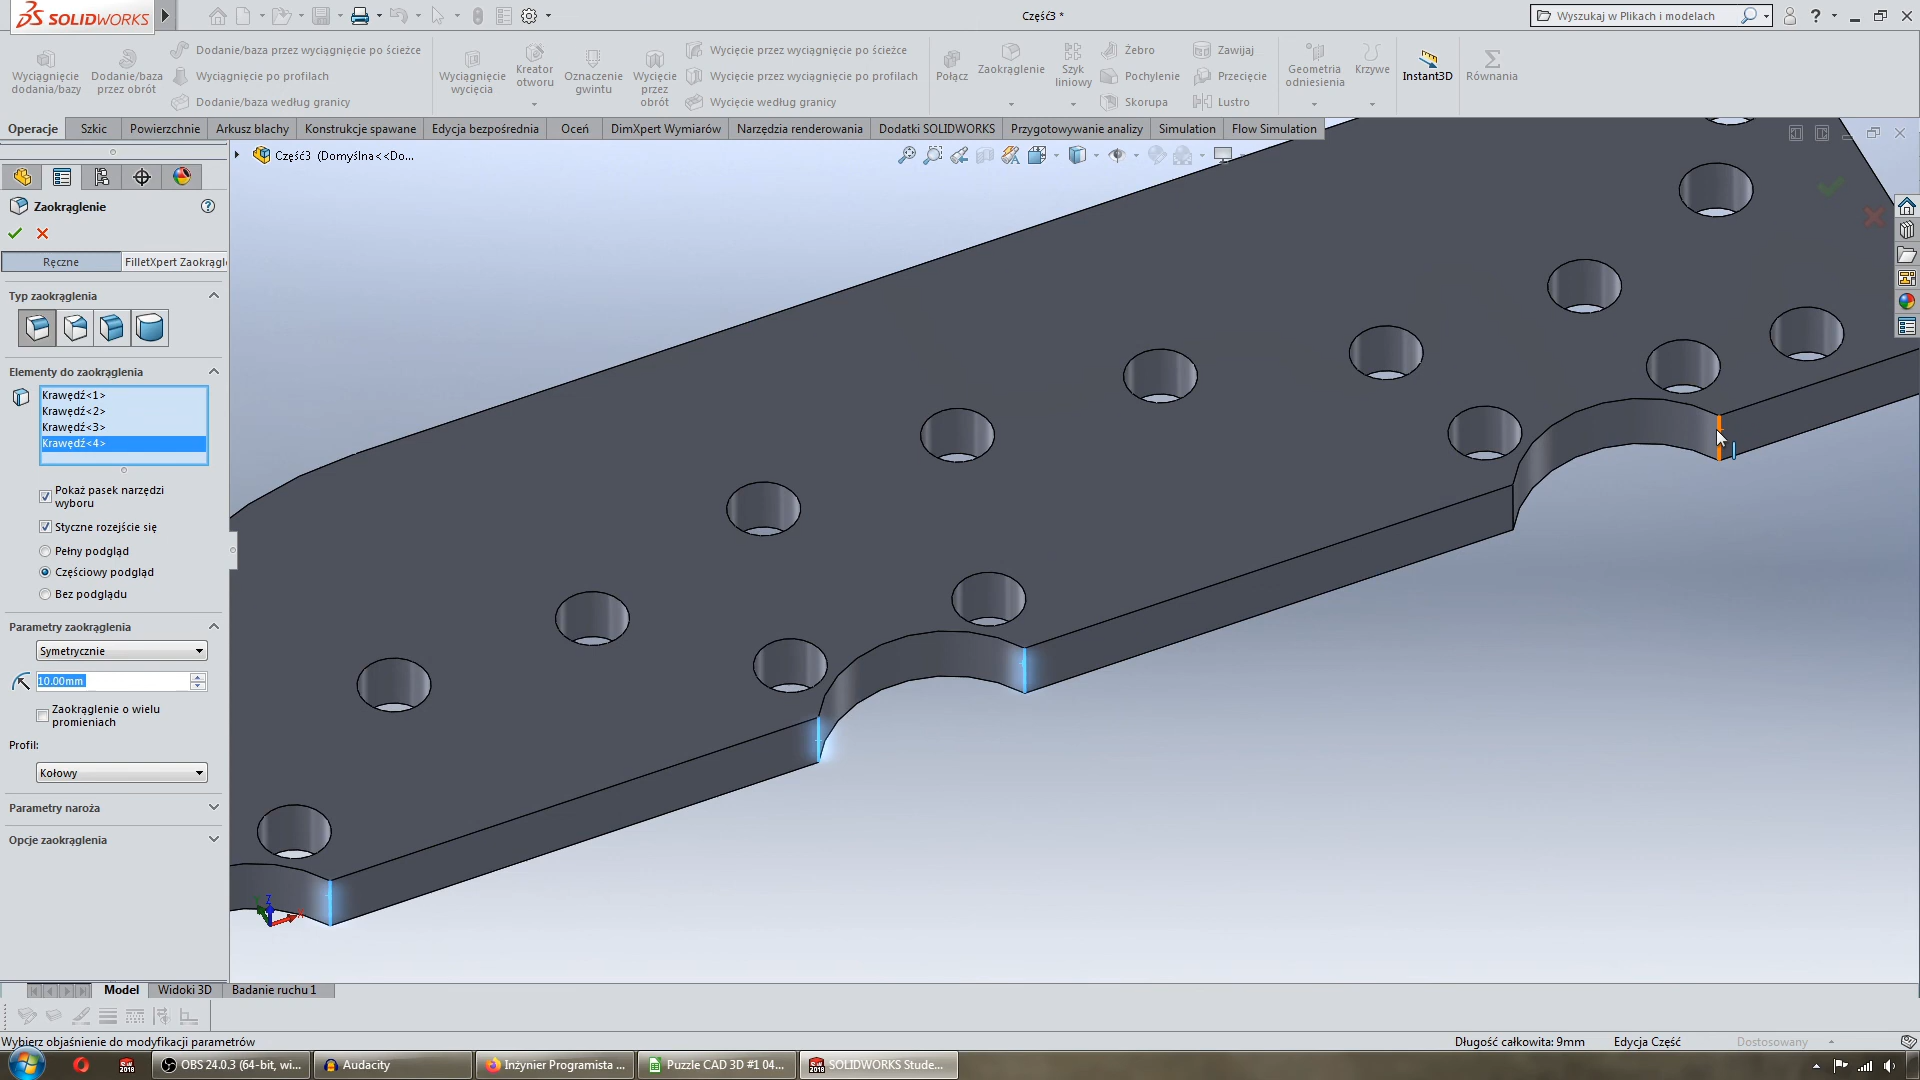 SOLIDWORKS
Część3 *
Wyszukaj w Plikach i modelach
?
Wyciągnięcie
dodania/bazy
Dodanie/baza
przez obrót
Dodanie/baza przez wyciągnięcie po ścieżce
Wyciągnięcie po profilach
Dodanie/baza według granicy
Wyciągnięcie
wycięcia
Kreator
otworu
Oznaczenie
gwintu
Wycięcie
przez
obrót
Wycięcie przez wyciągnięcie po ścieżce
Wycięcie przez wyciągnięcie po profilach
Wycięcie według granicy
Połącz
Zaokrąglenie
Szyk
liniowy
Żebro
Pochylenie
Skorupa
Zawijaj
Przecięcie
Lustro
Geometria
odniesienia
Krzywe
Instant3D
Równania
Operacje
Szkic
Powierzchnie
Arkusz blachy
Konstrukcje spawane
Edycja bezpośrednia
Oceń
DimXpert Wymiarów
Narzędzia renderowania
Dodatki SOLIDWORKS
Przygotowywanie analizy
Simulation
Flow Simulation
Część3 (Domyślna<<Do...
Zaokrąglenie
Ręczne
FilletXpert Zaokrągl
Typ zaokrąglenia
Elementy do zaokrąglenia
Krawędź<1>
Krawędź<2>
Krawędź<3>
Krawędź<4>
Pokaż pasek narzędzi
wyboru
Styczne rozejście się
Pełny podgląd
Częściowy podgląd
Bez podglądu
Parametry zaokrąglenia
Symetrycznie
10.00mm
Zaokrąglenie o wielu
promieniach
Profil:
Kołowy
Parametry naroża
Opcje zaokrąglenia
Z
Model
Widoki 3D
Badanie ruchu 1
Wybierz objaśnienie do modyfikacji parametrów
Długość całkowita: 9mm
Edycja Część
Dostosowany
OBS 24.0.3 (64-bit, wi...
Audacity
Inżynier Programista ...
Puzzle CAD 3D #1 04...
SOLIDWORKS Stude...